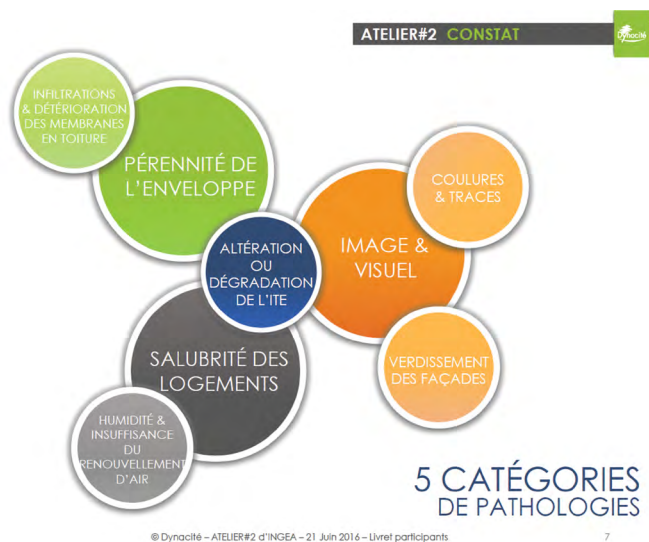 ATELIER#2 CONSTAT
Dynacité
INFILTRATIONS
& DÉTÉRIORATION
DES MEMBRANES
EN TOITURE
PÉRENNITÉ DE
L'ENVELOPPE
COULURES
& TRACES
ALTÉRATION
OU
DÉGRADATION
DE L'ITE
IMAGE &
VISUEL
SALUBRITÉ DES
LOGEMENTS
VERDISSEMENT
DES FAÇADES
HUMIDITÉ &
INSUFFISANCE
DU
RENOUVELLEMENT
D'AIR
5 CATÉGORIES
DE PATHOLOGIES
© Dynacité – ATELIER#2 d'INGEA – 21 Juin 2016 – Livret participants
7